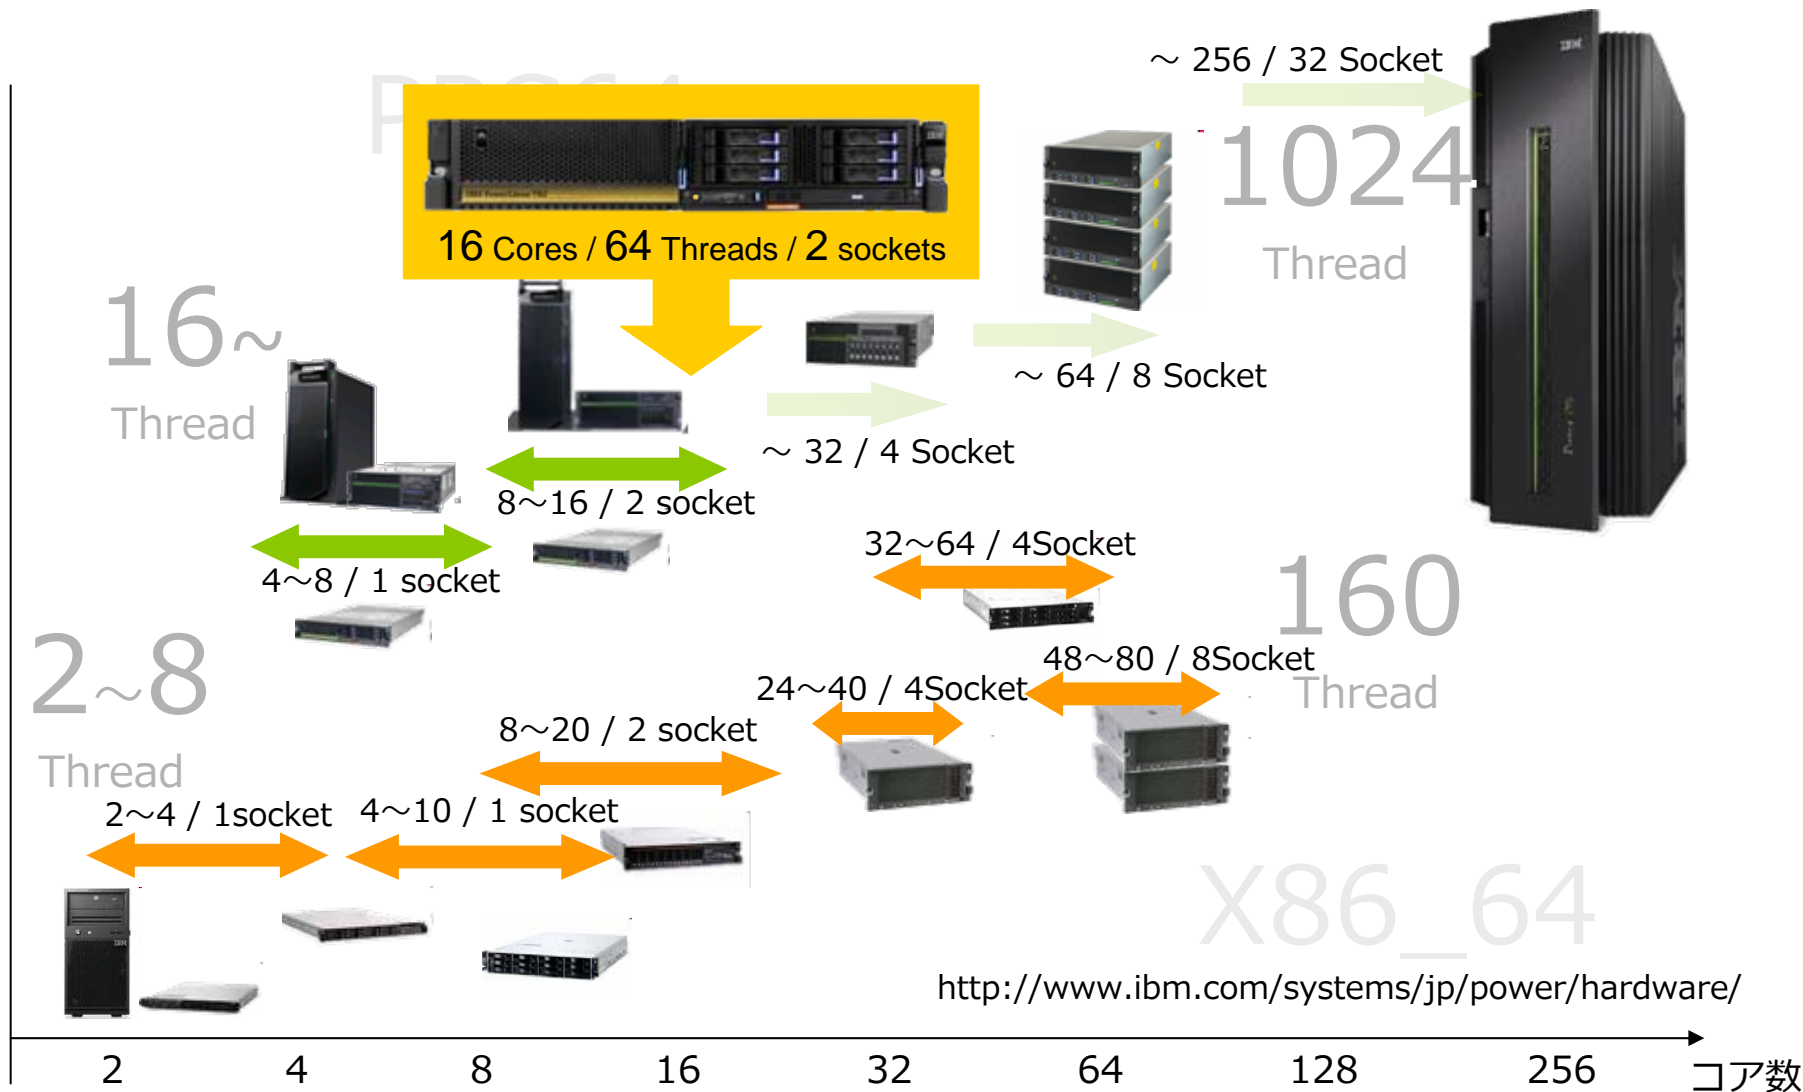 ~ 256 / 32 Socket
PPC64
1024
Thread
16 Cores / 64 Threads / 2 sockets
16~
Thread
~ 64 / 8 Socket
~ 32 / 4 Socket
8~16 / 2 socket
4~8 / 1 socket
32~64 / 4Socket
160
Thread
2~8
Thread
48~80 / 8Socket
24~40 / 4Socket
8~20 / 2 socket
2~4 / 1socket
4~10 / 1 socket
X86_64
http://www.ibm.com/systems/jp/power/hardware/
2 4 8 16 32 64 128 256 コア数
IBM